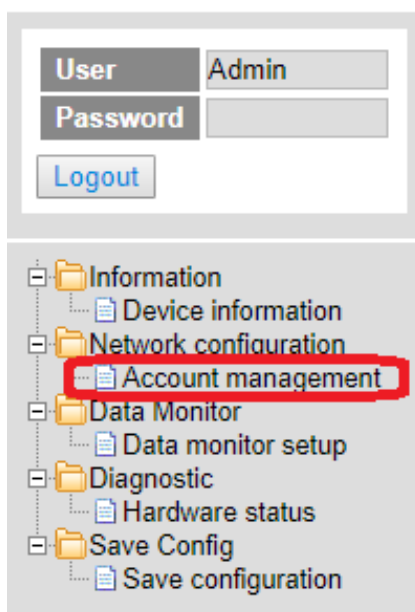 User Admin
Password
Logout
Information
Device information
Network configuration
Account management
Data Monitor
Data monitor setup
Diagnostic
Hardware status
Save Config
Save configuration